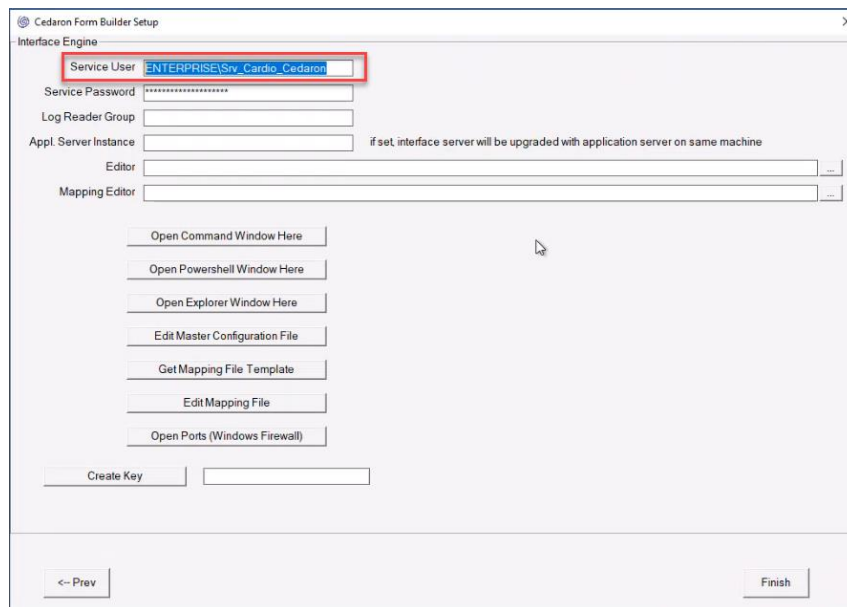 Cedaron Form Builder Setup
Interface Engine
Service User ENTERPRISE\Srv_Cardio_Cedaron
Service Password ********************
Log Reader Group
Appl. Server Instance if set, interface server will be upgraded with application server on same machine
Editor ...
Mapping Editor ...
Open Command Window Here
Open Powershell Window Here
Open Explorer Window Here
Edit Master Configuration File
Get Mapping File Template
Edit Mapping File
Open Ports (Windows Firewall)
Create Key
<-- Prev Finish